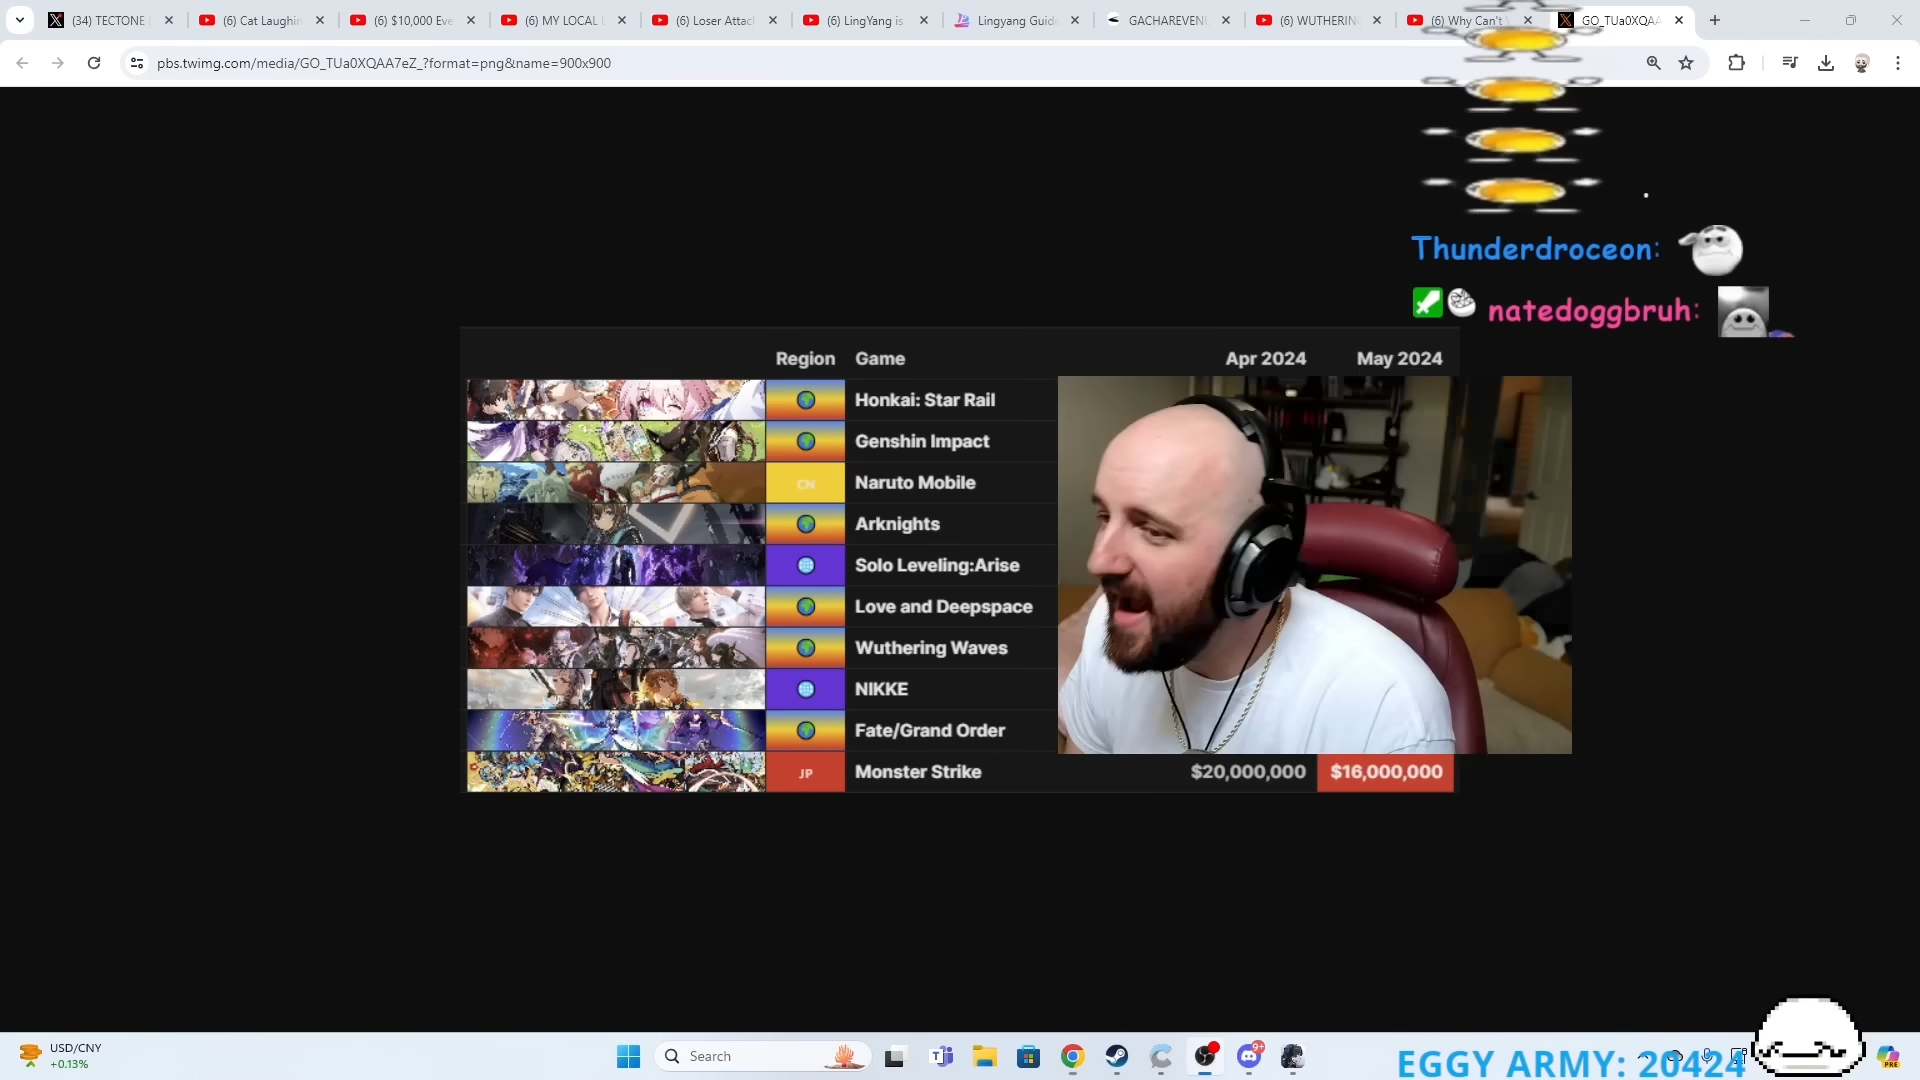 (34) TECTONE
(6) Cat Laughin
(6) $10,000 Eve
(6) MY LOCAL
(6) Loser Attac
(6) LingYang is
Lingyang Guid
GACHAREVEN
(6) WUTHERIN
(6) Why Can't
GO_TUa0XQAA
pbs.twimg.com/media/GO_TUa0XQAA7eZ_?format=png&name=900x900
Thunderdroceon:
natedoggbruh:
Region Game Apr 2024 May 2024
Honkai: Star Rail
Genshin Impact
CN Naruto Mobile
Arknights
Solo Leveling:Arise
Love and Deepspace
Wuthering Waves
NIKKE
Fate/Grand Order
JP Monster Strike $20,000,000 $16,000,000
USD/CNY
+0.13%
Search
9+
EGGY ARMY: 20424
PRE